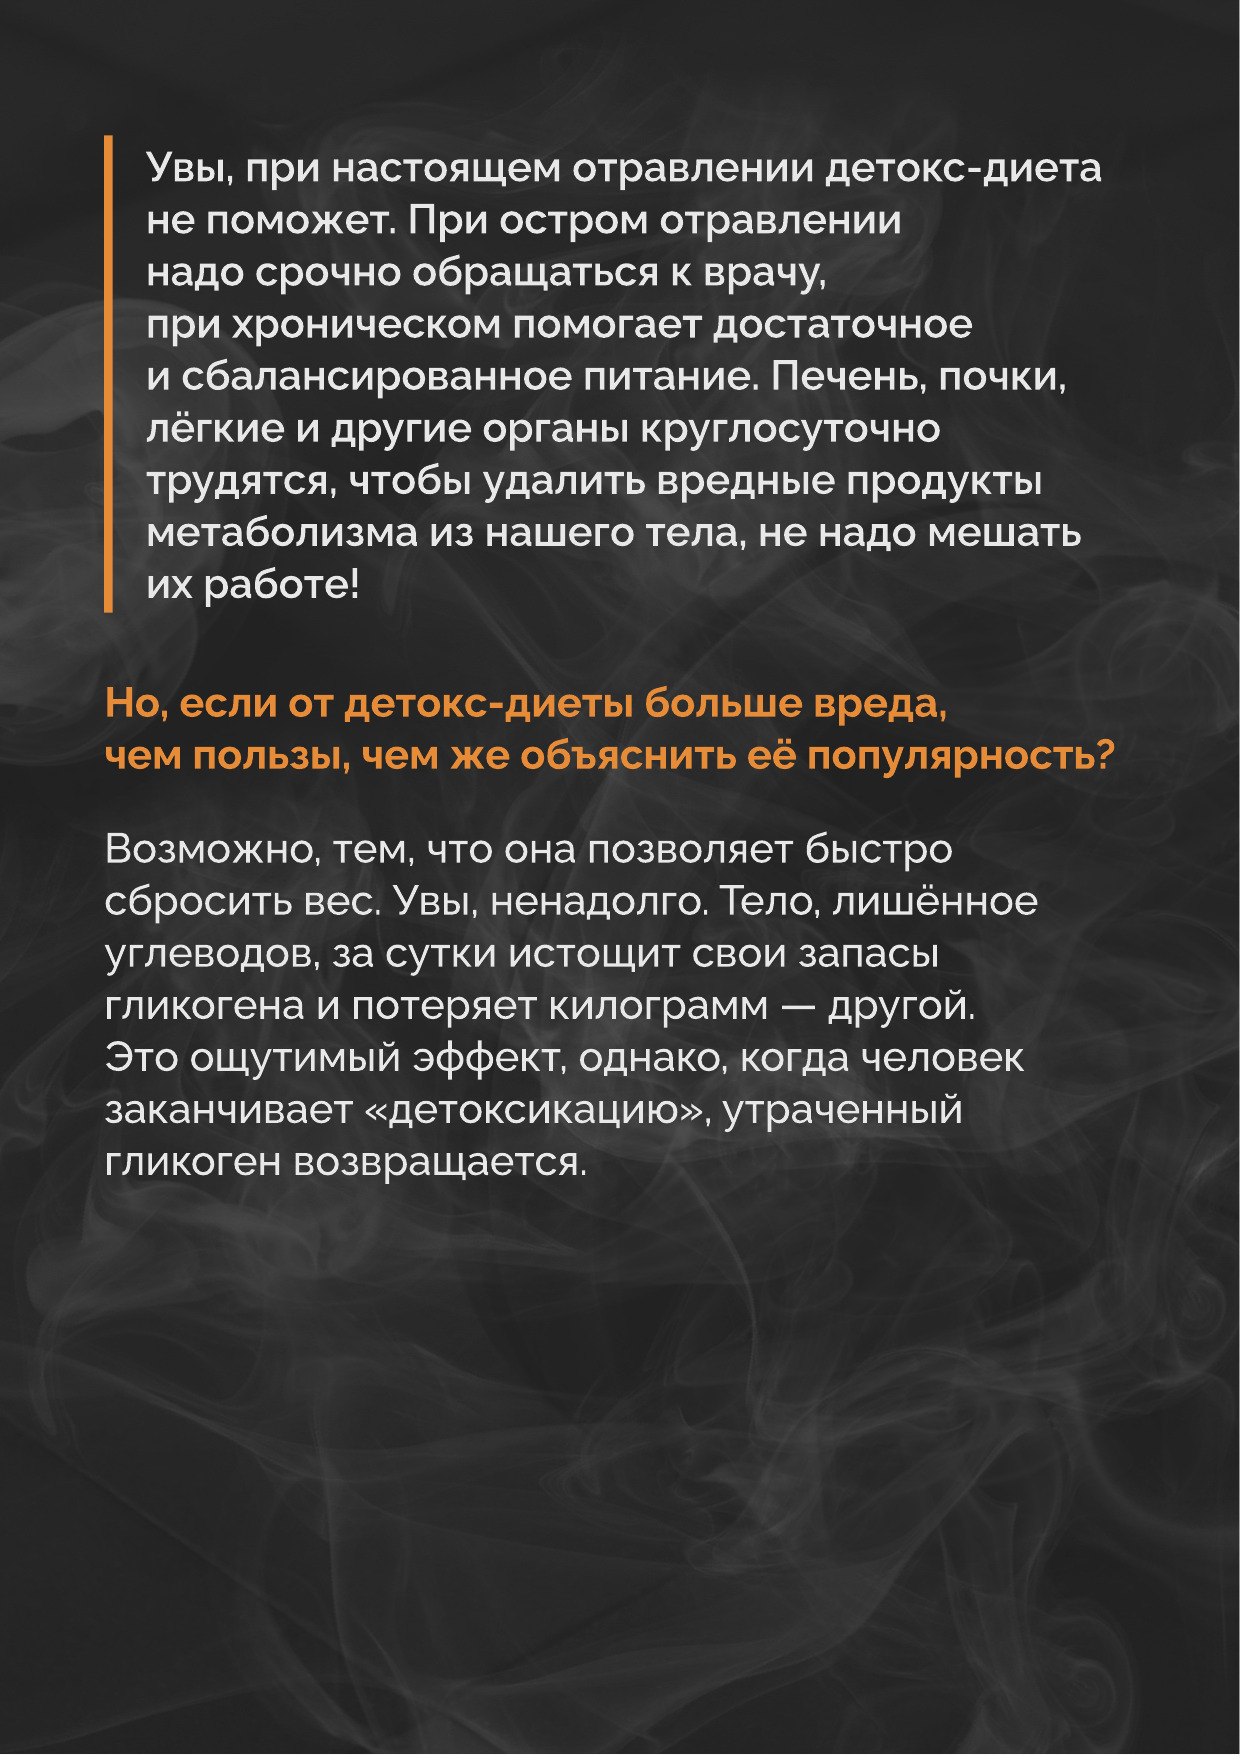 Увы, при настоящем отравлении детокс-диета
не поможет. При остром отравлении
надо срочно обращаться к врачу,
при хроническом помогает достаточное
и сбалансированное питание. Печень, почки,
лёгкие и другие органы круглосуточно
трудятся, чтобы удалить вредные продукты
метаболизма из нашего тела, не надо мешать
их работе!
Но, если от детокс-диеты больше вреда,
чем пользы, чем же объяснить её популярность?
Возможно, тем, что она позволяет быстро
сбросить вес. Увы, ненадолго. Тело, лишённое
углеводов, за сутки истощит свои запасы
гликогена и потеряет килограмм — другой.
Это ощутимый эффект, однако, когда человек
заканчивает «детоксикацию», утраченный
гликоген возвращается.